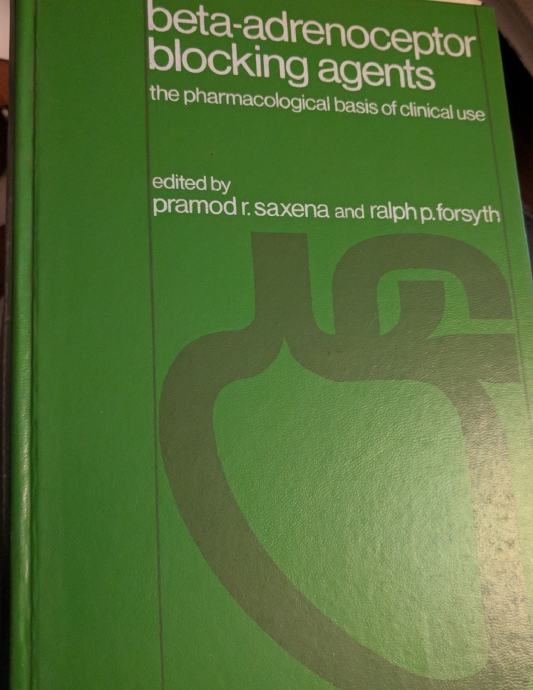 beta-adrenoceptor
blocking agents
the pharmacological basis of clinical use
edited by
pramod r. saxena and ralph p. forsyth